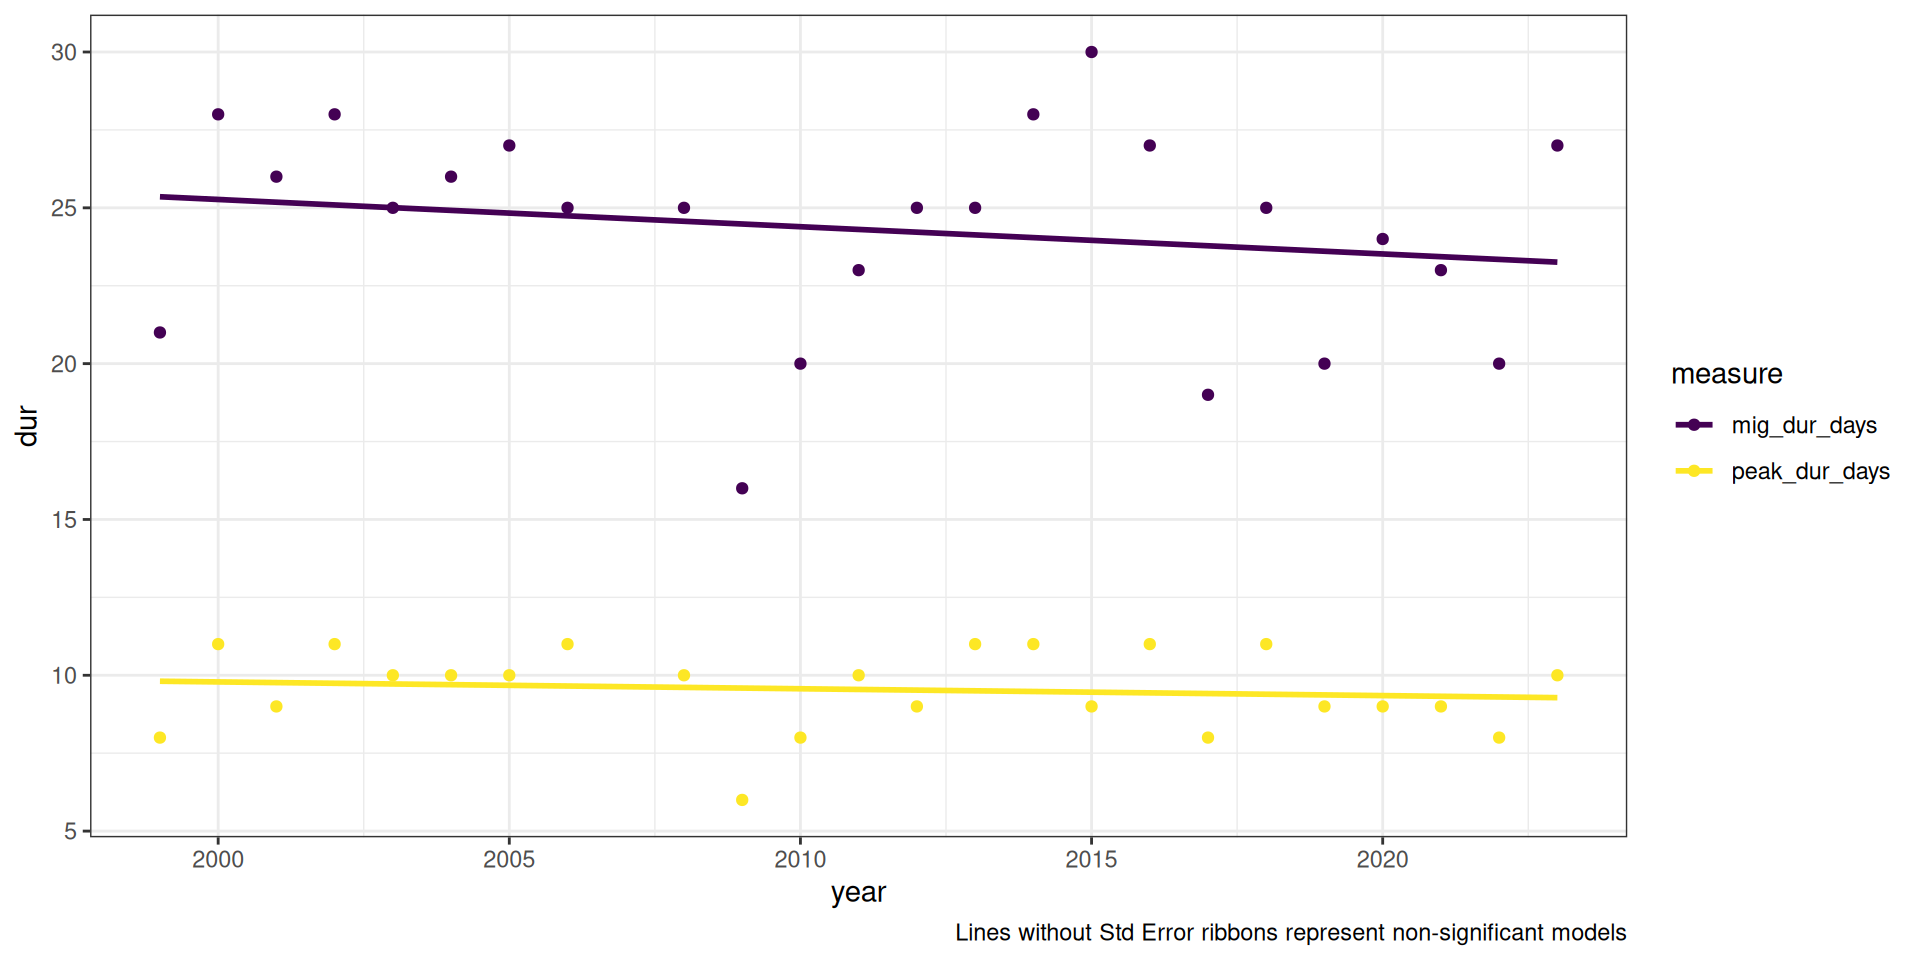 30
25
20
15
10
5
dur
2000 2005 2010 2015 2020
year
measure
mig_dur_days
peak_dur_days
Lines without Std Error ribbons represent non-significant models